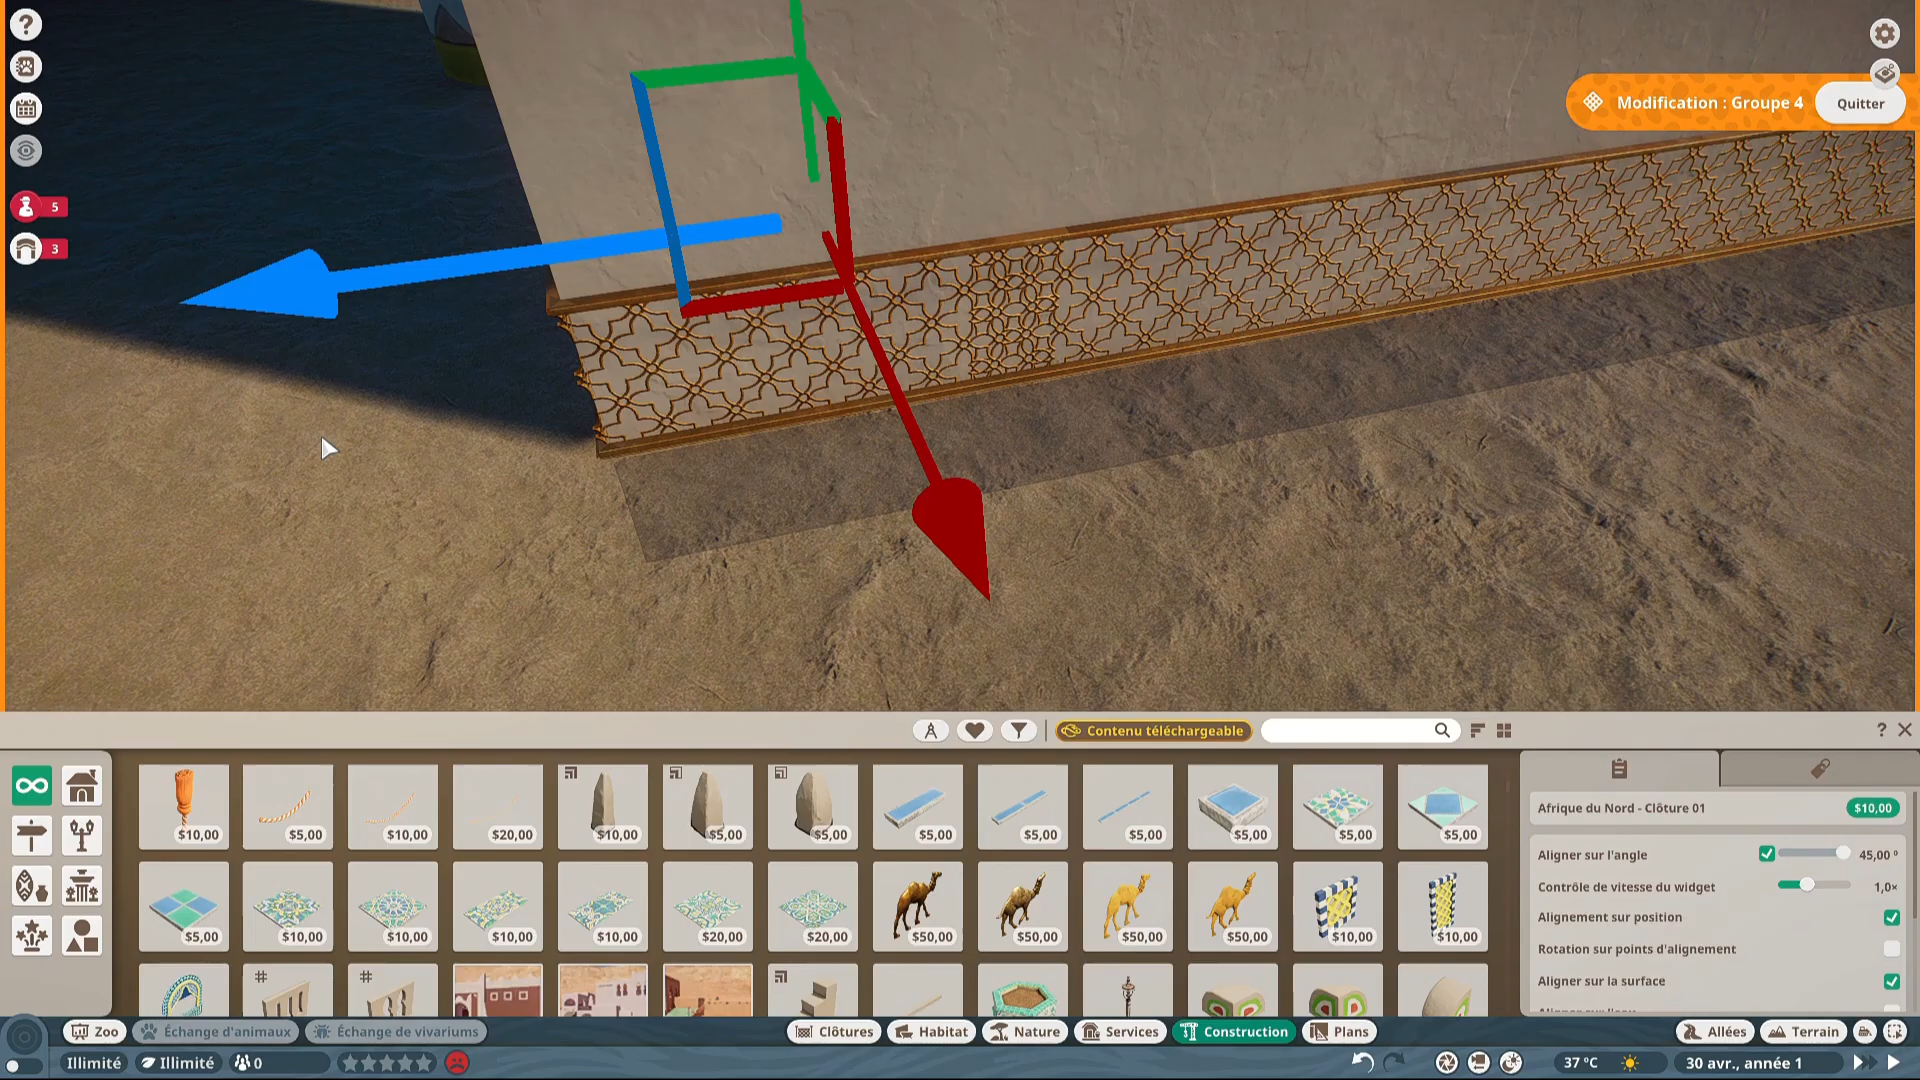 Modification : Groupe 4
Quitter
5
3
Contenu téléchargeable
?
$10,00
$5,00
$10,00
$20,00
$10,00
$5,00
$5,00
$5,00
$5,00
$5,00
$5,00
$5,00
$5,00
$5,00
$10,00
$10,00
$10,00
$10,00
$20,00
$20,00
$50,00
$50,00
$50,00
$50,00
$10,00
$10,00
Afrique du Nord - Clôture 01
$10,00
Aligner sur l'angle
45,00 °
Contrôle de vitesse du widget
1,0×
Alignement sur position
Rotation sur points d'alignement
Aligner sur la surface
Zoo
Échange d'animaux
Échange de vivariums
Clôtures
Habitat
Nature
Services
Construction
Plans
Allées
Terrain
Illimité
Illimité
0
37 °C
30 avr., année 1